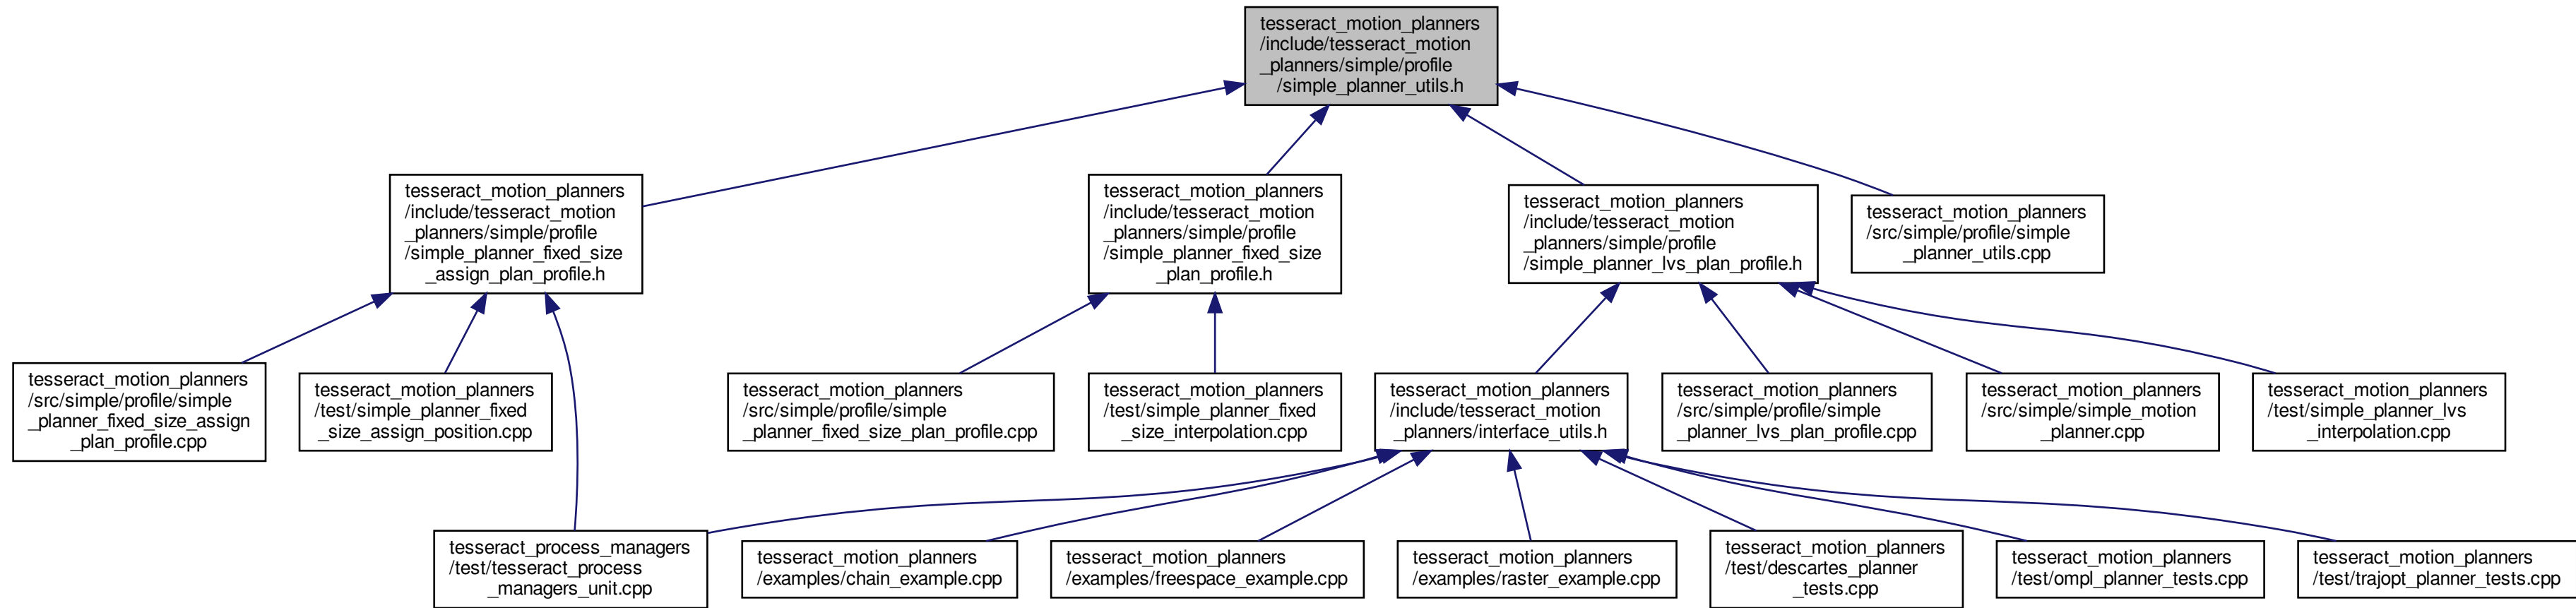 tesseract_motion_planners
/include/tesseract_motion
_planners/simple/profile
/simple_planner_utils.h
tesseract_motion_planners
/include/tesseract_motion
_planners/simple/profile
/simple_planner_fixed_size
_assign_plan_profile.h
tesseract_motion_planners
/include/tesseract_motion
_planners/simple/profile
/simple_planner_fixed_size
_plan_profile.h
tesseract_motion_planners
/include/tesseract_motion
_planners/simple/profile
/simple_planner_lvs_plan_profile.h
tesseract_motion_planners
/src/simple/profile/simple
_planner_utils.cpp
tesseract_motion_planners
/src/simple/profile/simple
_planner_fixed_size_assign
_plan_profile.cpp
tesseract_motion_planners
/test/simple_planner_fixed
_size_assign_position.cpp
tesseract_motion_planners
/src/simple/profile/simple
_planner_fixed_size_plan_profile.cpp
tesseract_motion_planners
/test/simple_planner_fixed
_size_interpolation.cpp
tesseract_motion_planners
/include/tesseract_motion
_planners/interface_utils.h
tesseract_motion_planners
/src/simple/profile/simple
_planner_lvs_plan_profile.cpp
tesseract_motion_planners
/src/simple/simple_motion
_planner.cpp
tesseract_motion_planners
/test/simple_planner_lvs
_interpolation.cpp
tesseract_process_managers
/test/tesseract_process
_managers_unit.cpp
tesseract_motion_planners
/examples/chain_example.cpp
tesseract_motion_planners
/examples/freespace_example.cpp
tesseract_motion_planners
/examples/raster_example.cpp
tesseract_motion_planners
/test/descartes_planner
_tests.cpp
tesseract_motion_planners
/test/ompl_planner_tests.cpp
tesseract_motion_planners
/test/trajopt_planner_tests.cpp